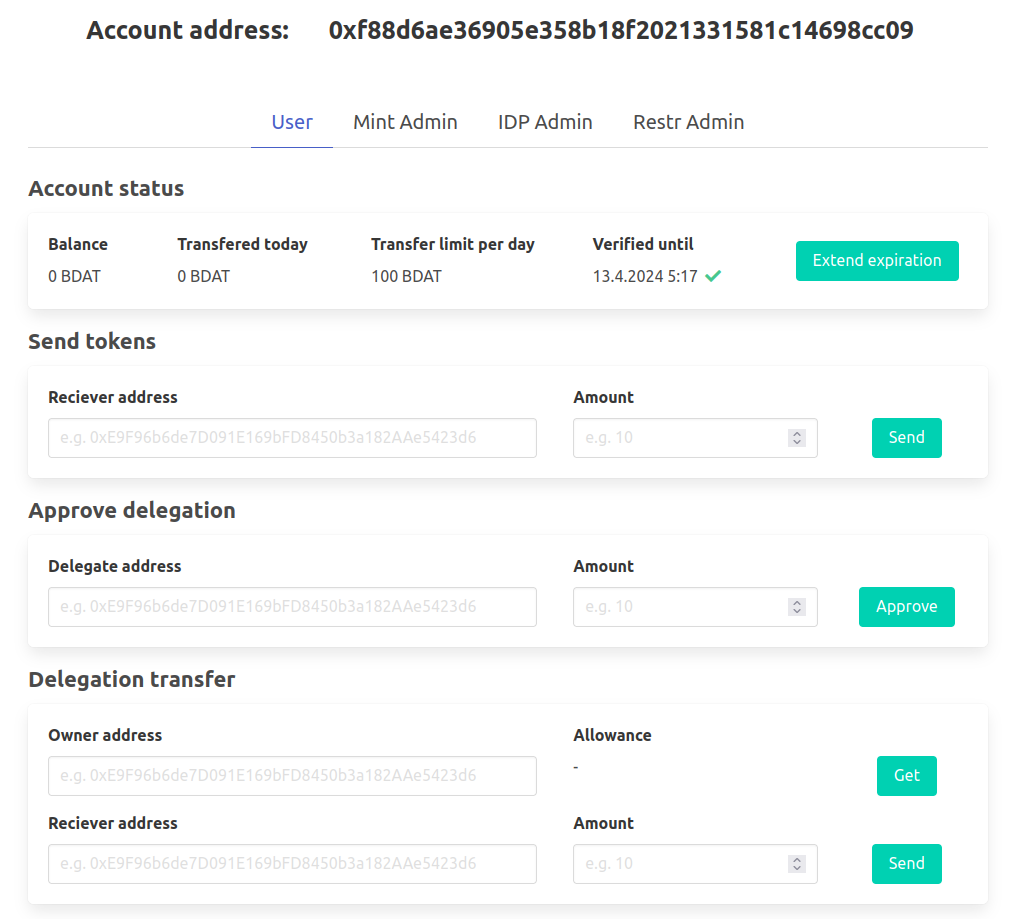 Account address: 0xf88d6ae36905e358b18f2021331581c14698cc09
User Mint Admin IDP Admin Restr Admin
Account status
Balance Transfered today Transfer limit per day Verified until
0 BDAT 0 BDAT 100 BDAT 13.4.2024 5:17 Extend expiration
Send tokens
Reciever address Amount
e.g. 0xE9F96b6de7D091E169bFD8450b3a182AAe5423d6 e.g. 10 Send
Approve delegation
Delegate address Amount
e.g. 0xE9F96b6de7D091E169bFD8450b3a182AAe5423d6 e.g. 10 Approve
Delegation transfer
Owner address Allowance
e.g. 0xE9F96b6de7D091E169bFD8450b3a182AAe5423d6 - Get
Reciever address Amount
e.g. 0xE9F96b6de7D091E169bFD8450b3a182AAe5423d6 e.g. 10 Send